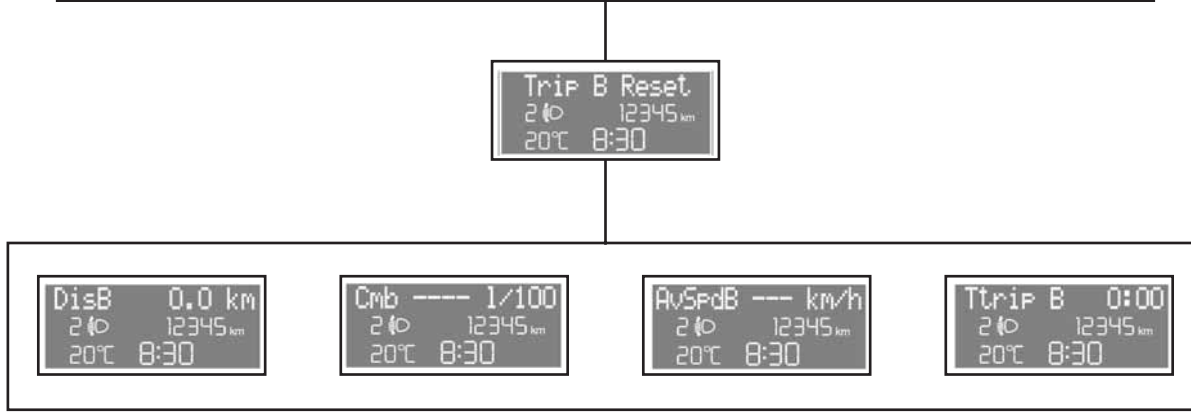 Trip B Reset
2 12345 km
20°C 8:30
DisB 0.0 km
2 12345 km
20°C 8:30
Cmb ---- l/100
2 12345 km
20°C 8:30
AvSpdB --- km/h
2 12345 km
20°C 8:30
Ttrip B 0:00
2 12345 km
20°C 8:30